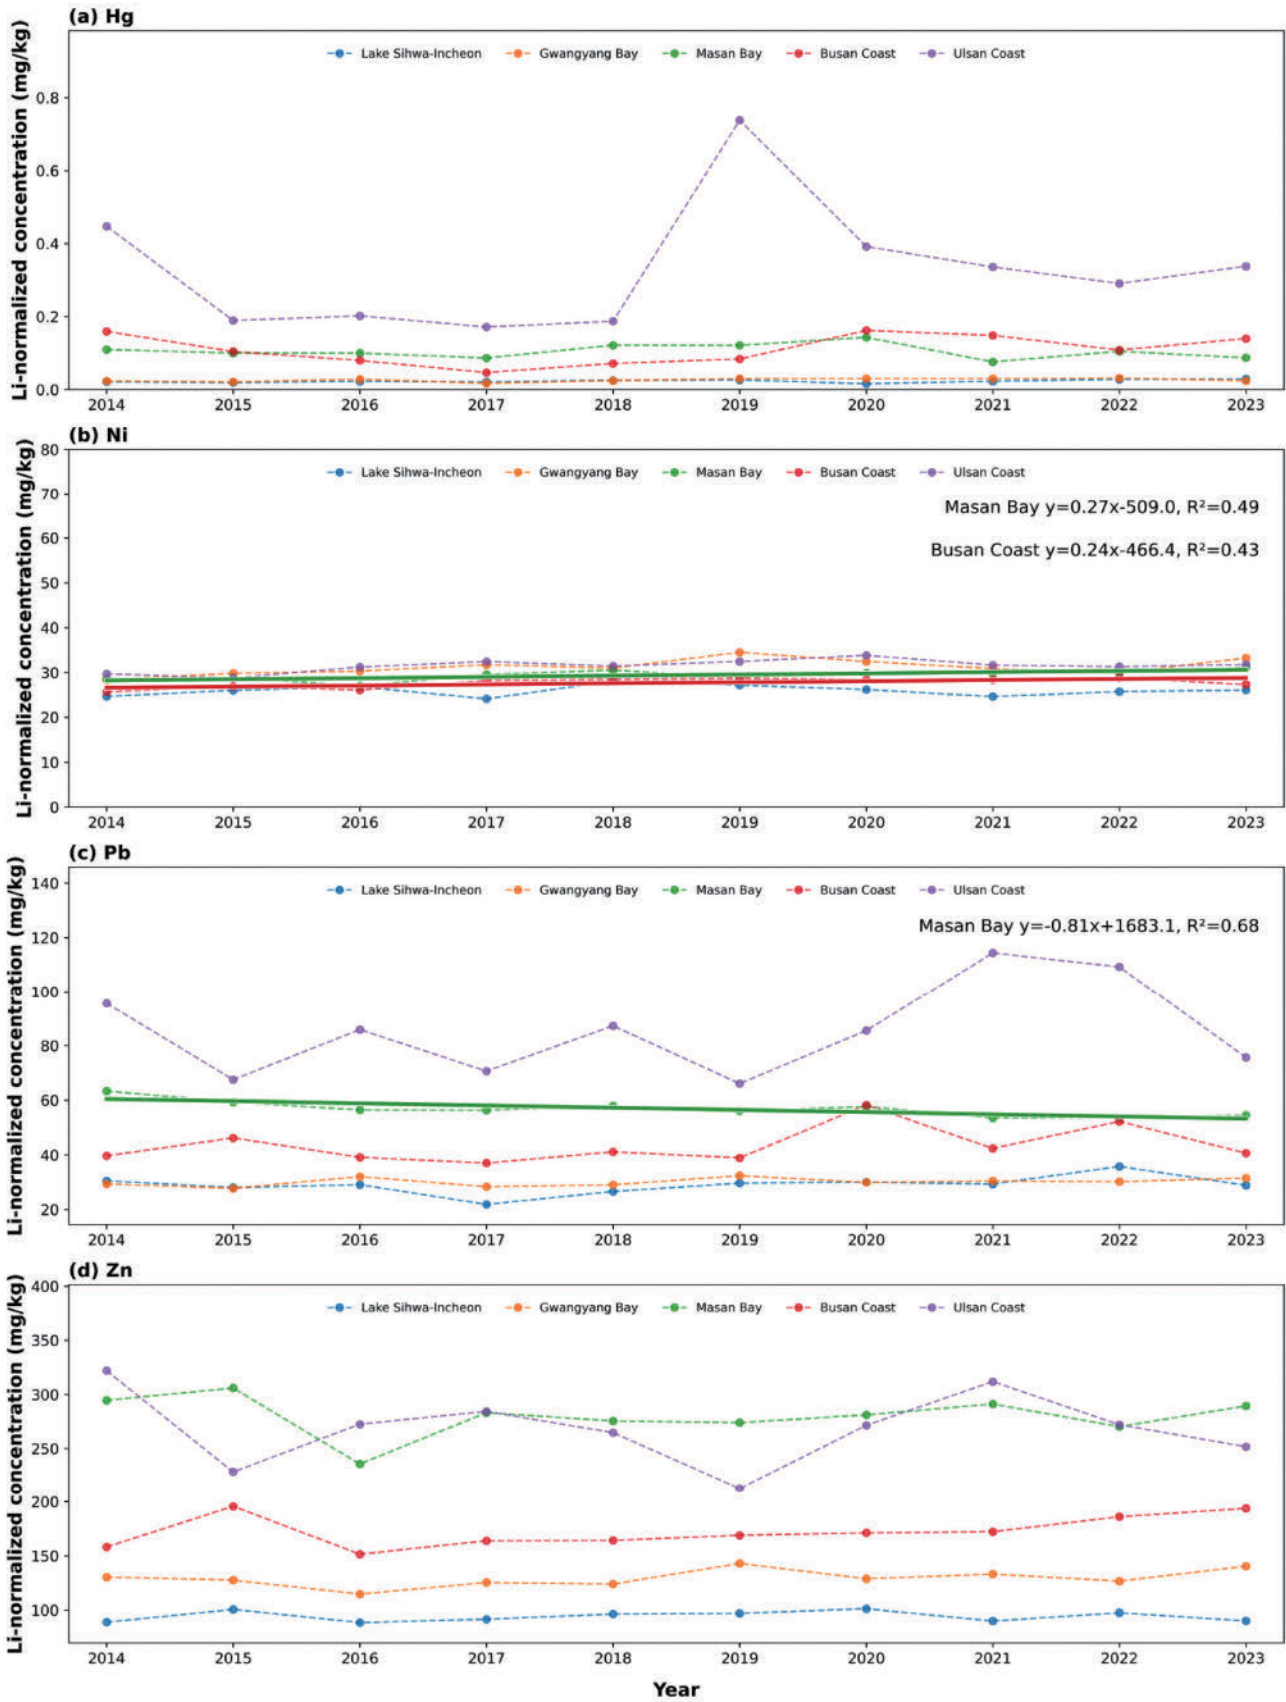 (a) Hg
Li-normalized concentration (mg/kg)
Lake Sihwa-Incheon Gwangyang Bay Masan Bay Busan Coast Ulsan Coast
0.8
0.6
0.4
0.2
0.0
2014 2015 2016 2017 2018 2019 2020 2021 2022 2023
(b) Ni
Li-normalized concentration (mg/kg)
Lake Sihwa-Incheon Gwangyang Bay Masan Bay Busan Coast Ulsan Coast
Masan Bay y=0.27x-509.0, R²=0.49
Busan Coast y=0.24x-466.4, R²=0.43
80
70
60
50
40
30
20
10
0
2014 2015 2016 2017 2018 2019 2020 2021 2022 2023
(c) Pb
Li-normalized concentration (mg/kg)
Lake Sihwa-Incheon Gwangyang Bay Masan Bay Busan Coast Ulsan Coast
Masan Bay y=-0.81x+1683.1, R²=0.68
140
120
100
80
60
40
20
2014 2015 2016 2017 2018 2019 2020 2021 2022 2023
(d) Zn
Li-normalized concentration (mg/kg)
Lake Sihwa-Incheon Gwangyang Bay Masan Bay Busan Coast Ulsan Coast
400
350
300
250
200
150
100
2014 2015 2016 2017 2018 2019 2020 2021 2022 2023
Year